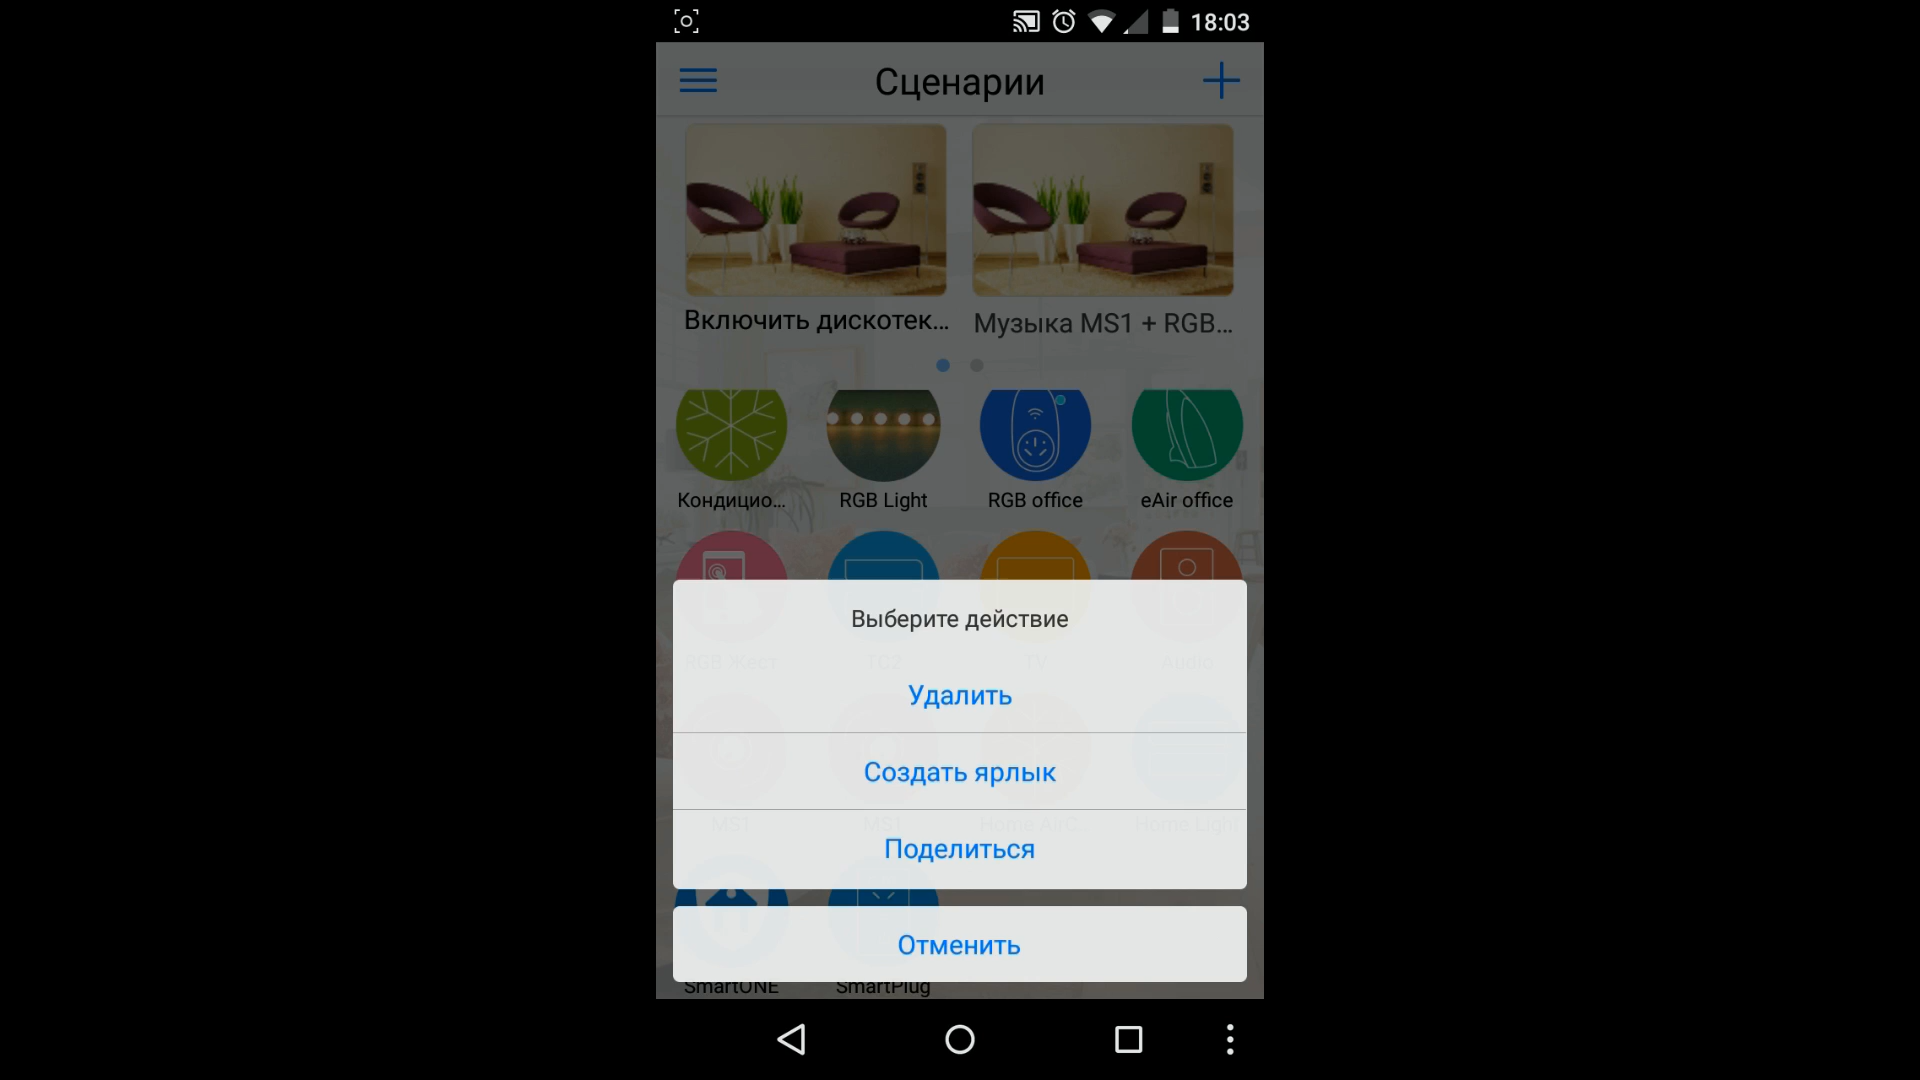 18:03
Сценарии
Включить дискотек...
Музыка MS1 + RGB...
Кондицио...
RGB Light
RGB office
eAir office
Выберите действие
RGB Жест
TC2
TV
Audio
Удалить
Создать ярлык
MS1
MS1
Home AirC...
Home Light
Поделиться
Отменить
SmartONE
SmartPlug